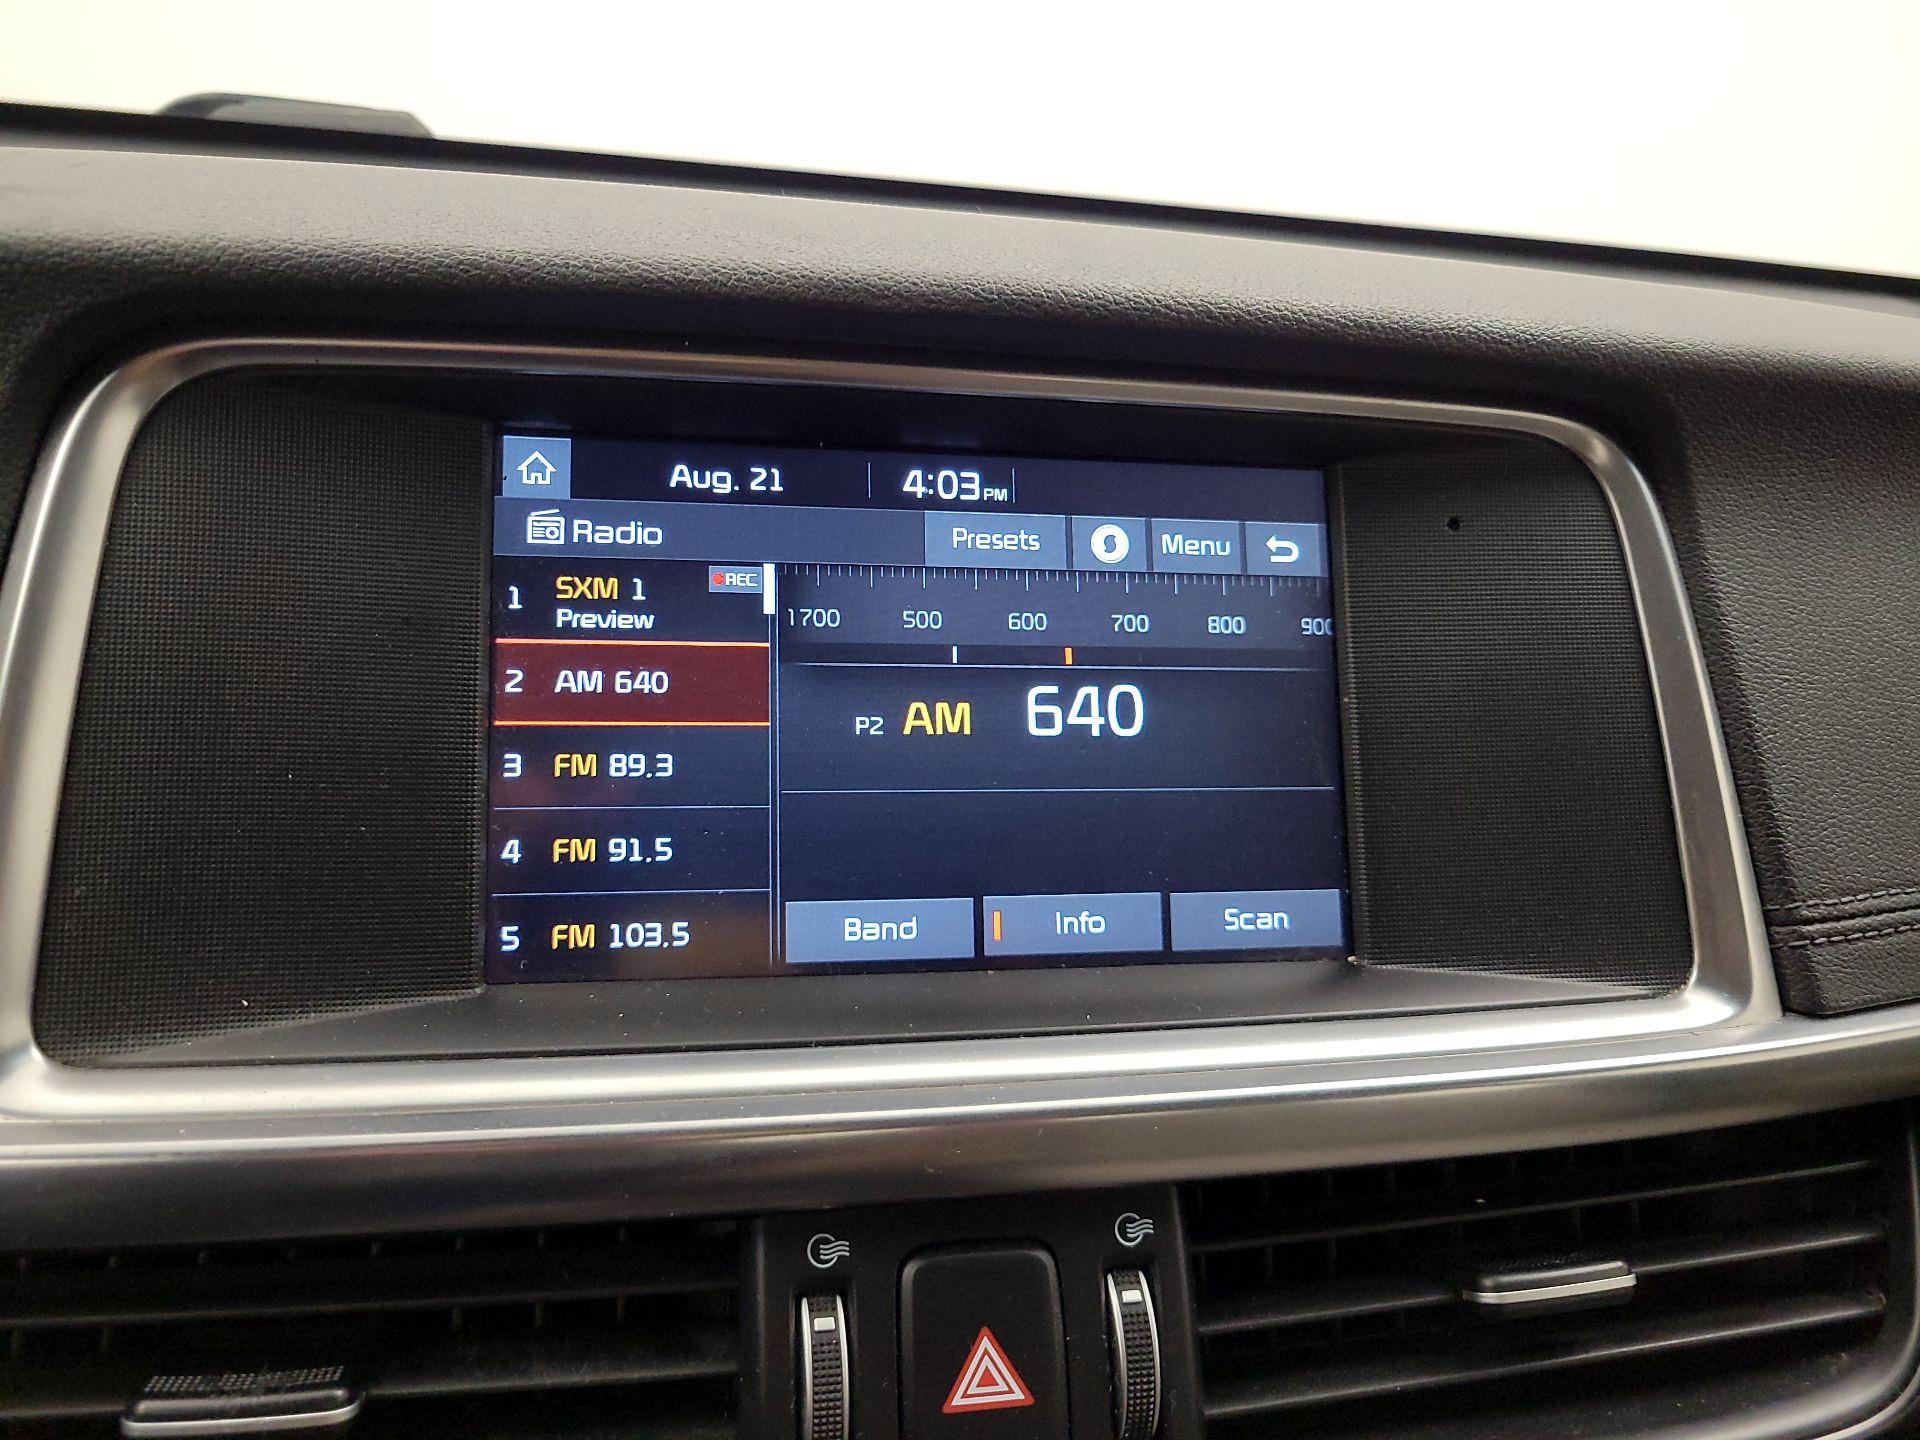 Aug. 21 4:03 PM
Radio Presets Menu
1 SXM 1 REC
Preview
2 AM 640
3 FM 89.3
4 FM 91.5
5 FM 103.5
1700 500 600 700 800 900
P2 AM 640
Band Info Scan